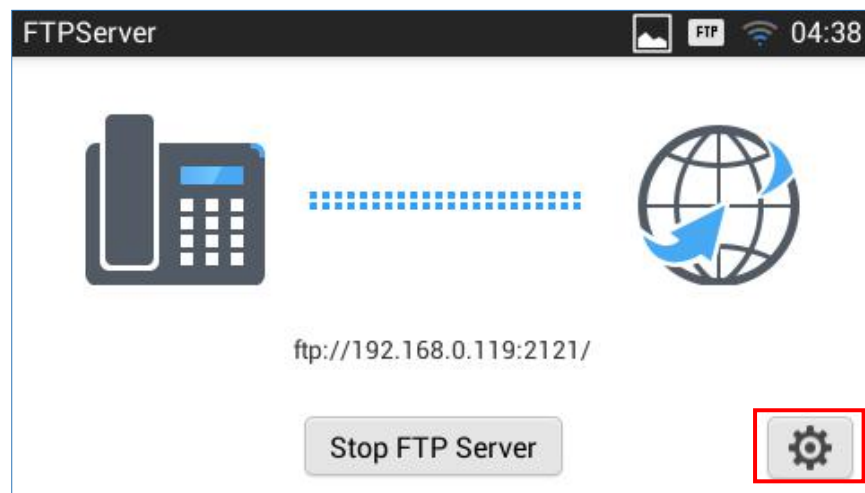 FTPServer
FTP
04:38
ftp://192.168.0.119:2121/
Stop FTP Server